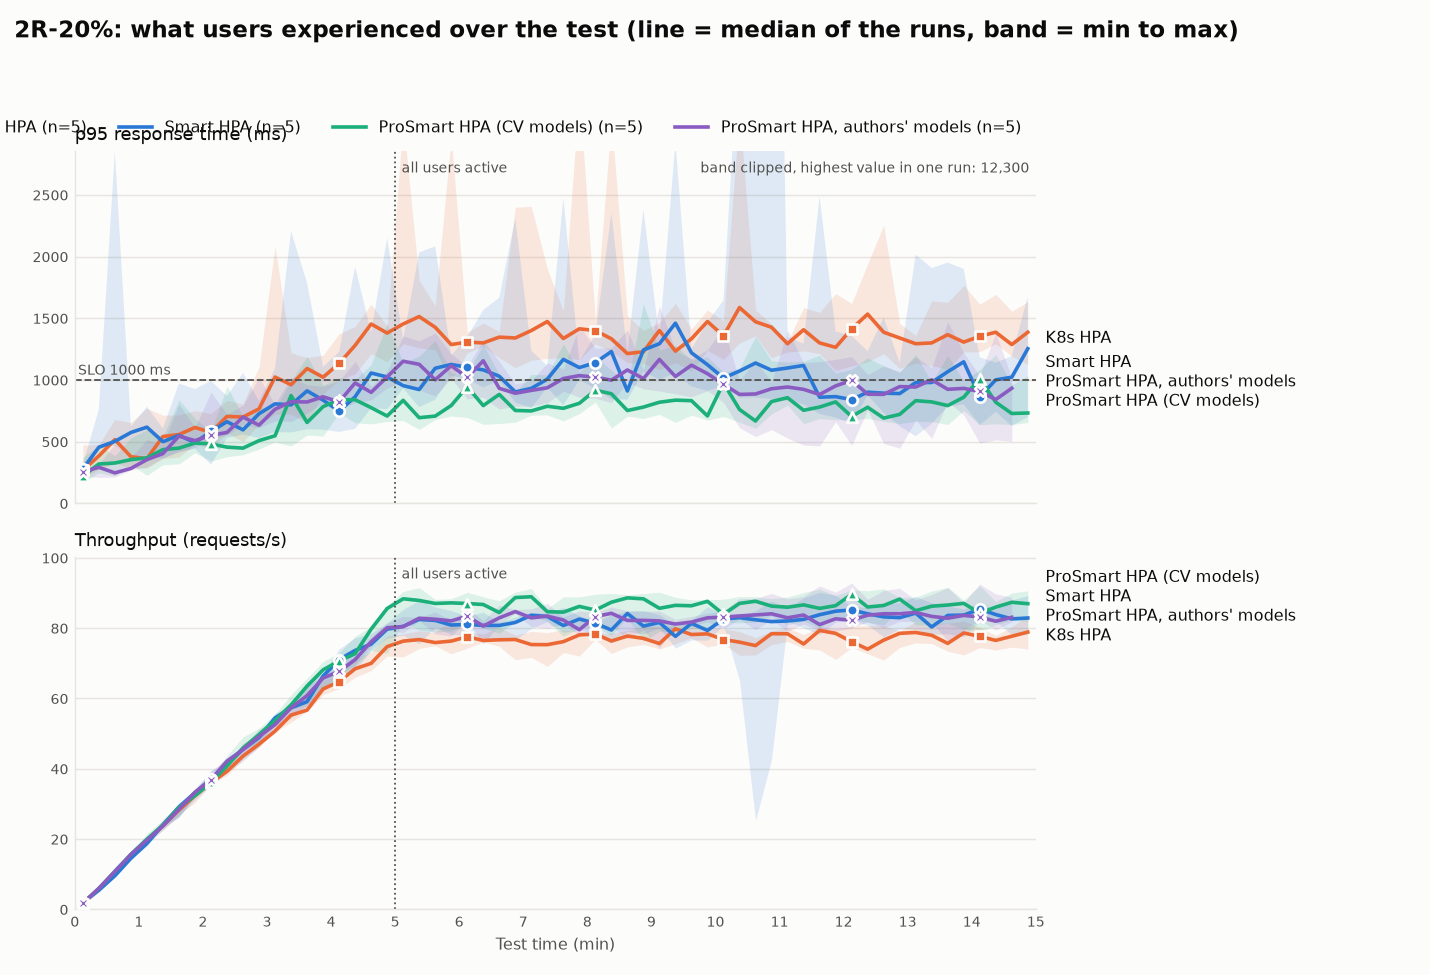 2R-20%: what users experienced over the test (line = median of the runs, band = min to max)
HPA (n=5) Smart HPA (n=5) ProSmart HPA (CV models) (n=5) ProSmart HPA, authors' models (n=5)
p95 response time (ms)
all users active band clipped, highest value in one run: 12,300
2500
2000
1500
K8s HPA
Smart HPA
SLO 1000 ms
1000
ProSmart HPA, authors' models
ProSmart HPA (CV models)
500
0
Throughput (requests/s)
100
all users active
ProSmart HPA (CV models)
Smart HPA
ProSmart HPA, authors' models
80
K8s HPA
60
40
20
0
0 1 2 3 4 5 6 7 8 9 10 11 12 13 14 15
Test time (min)